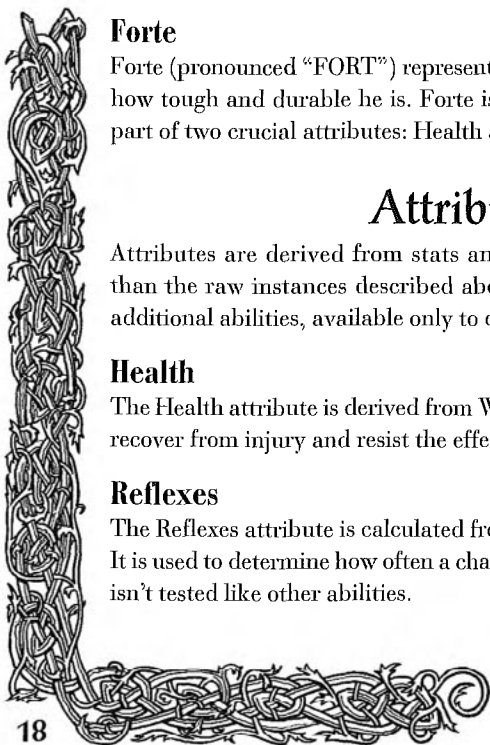 Forte
Forte (pronounced “FORT”) represent
how tough and durable he is. Forte is
part of two crucial attributes: Health
Attrib
Attributes are derived from stats an
than the raw instances described abo
additional abilities, available only to
Health
The Health attribute is derived from W
recover from injury and resist the effe
Reflexes
The Reflexes attribute is calculated fro
It is used to determine how often a cha
isn’t tested like other abilities.
18